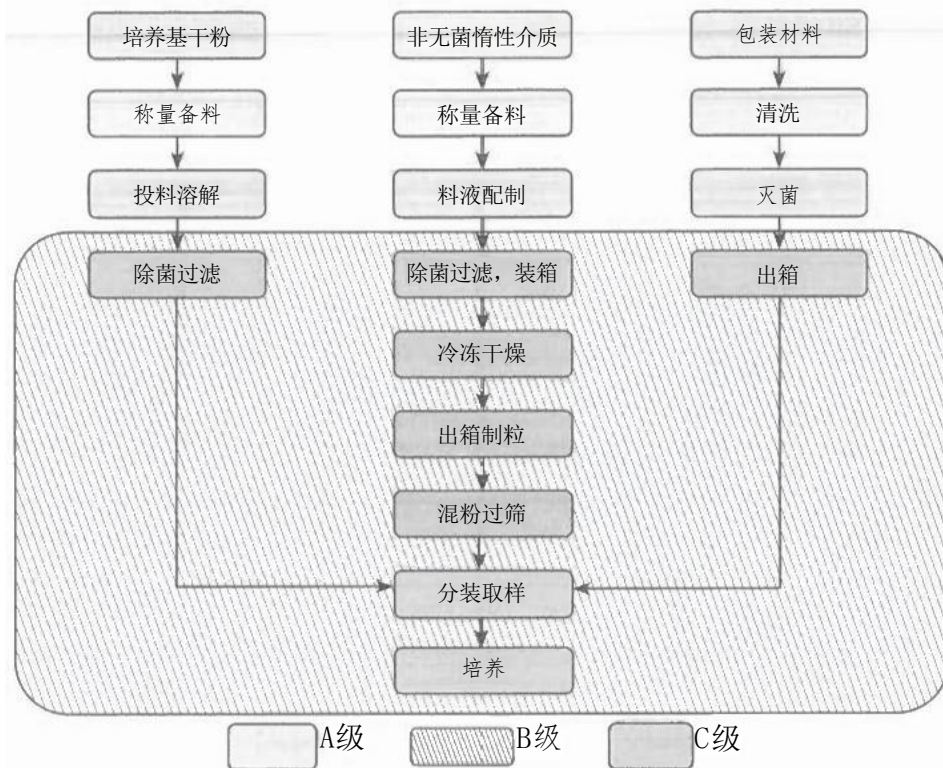 培养基干粉 非无菌惰性介质 包装材料
称量备料 称量备料 清洗
投料溶解 料液配制 灭菌
除菌过滤 除菌过滤，装箱 出箱
冷冻干燥
出箱制粒
混粉过筛
分装取样
培养
A级 B级 C级